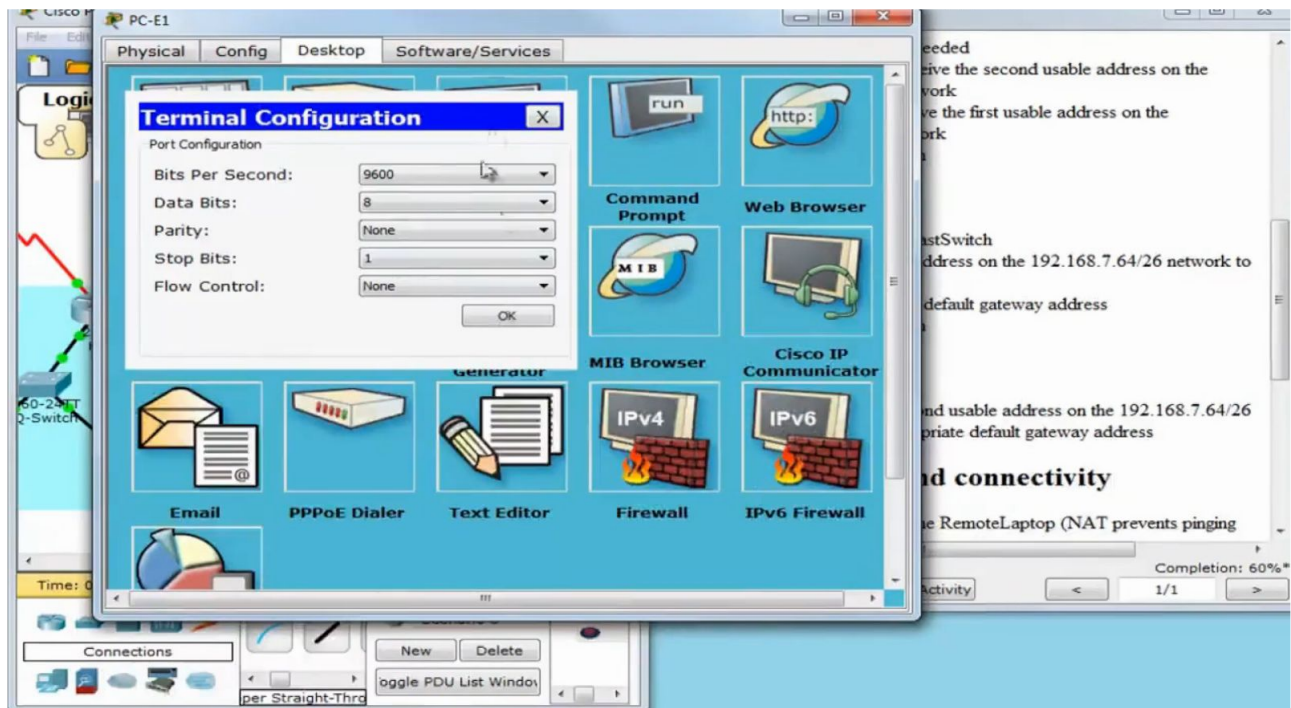 Cisco P
PC-E1
File Edi
Physical Config Desktop Software/Services
Logi
Terminal Configuration X
Port Configuration
Bits Per Second: 9600
Data Bits: 8
Parity: None
Stop Bits: 1
Flow Control: None
OK
run
http:
Command
Prompt
Web Browser
MIB
Generator
MIB Browser
Cisco IP
Communicator
IPv4
IPv6
Email
PPPoE Dialer
Text Editor
Firewall
IPv6 Firewall
60-24TT
-Switch
Time: 0
Connections
New
Delete
oggle PDU List Window
per Straight-Thro
eeded
eive the second usable address on the
work
ve the first usable address on the
ork
astSwitch
ddress on the 192.168.7.64/26 network to
default gateway address
nd usable address on the 192.168.7.64/26
priate default gateway address
nd connectivity
he RemoteLaptop (NAT prevents pinging
Completion: 60%*
Activity < 1/1 >